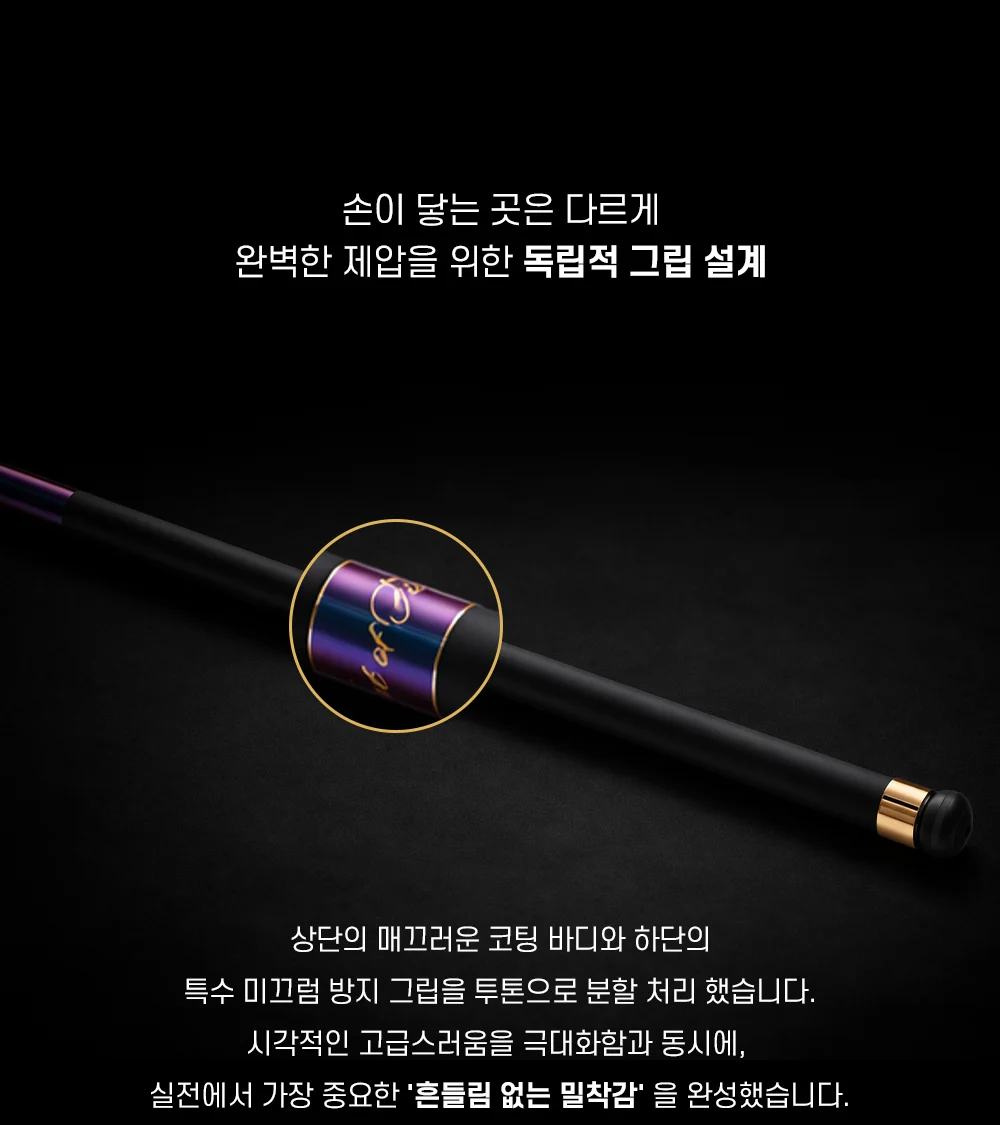 손이 닿는 곳은 다르게
완벽한 제압을 위한 독립적 그립 설계
of
상단의 매끄러운 코팅 바디와 하단의
특수 미끄럼 방지 그립을 투톤으로 분할 처리 했습니다.
시각적인 고급스러움을 극대화함과 동시에,
실전에서 가장 중요한 '흔들림 없는 밀착감' 을 완성했습니다.